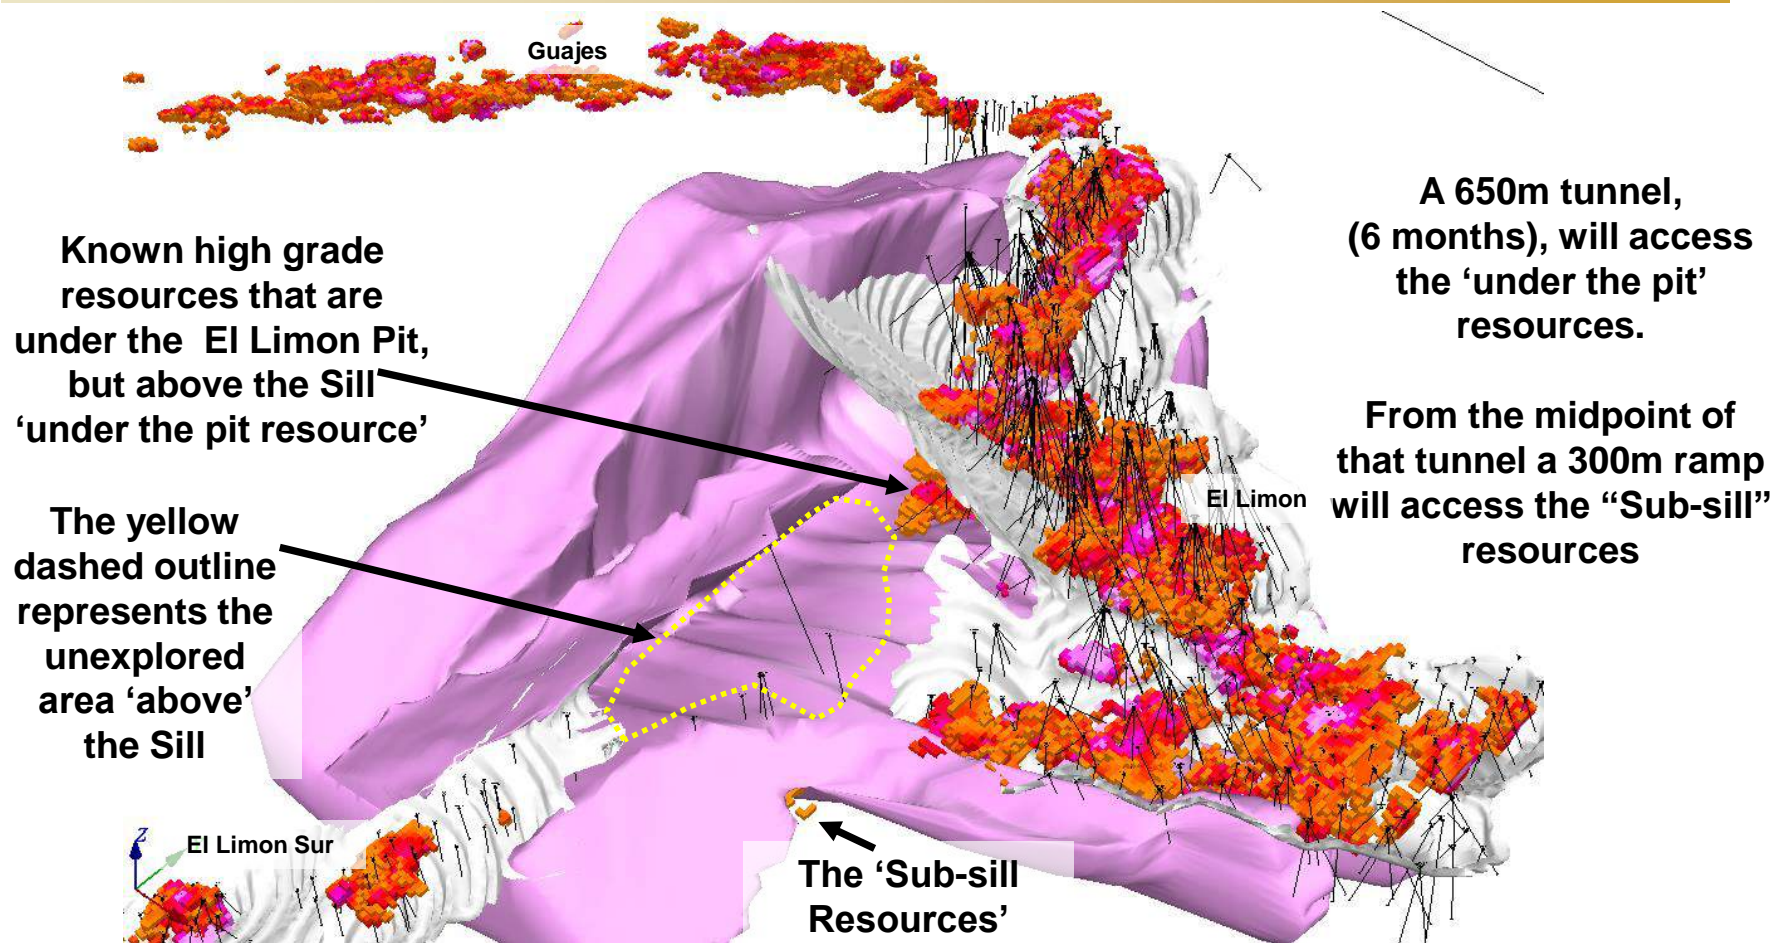 Guajes
Known high grade
resources that are
under the El Limon Pit,
but above the Sill
‘under the pit resource’
The yellow
dashed outline
represents the
unexplored
area ‘above’
the Sill
A 650m tunnel,
(6 months), will access
the ‘under the pit’
resources.
From the midpoint of
that tunnel a 300m ramp
will access the “Sub-sill”
resources
El Limon
Z
El Limon Sur
The ‘Sub-sill
Resources’